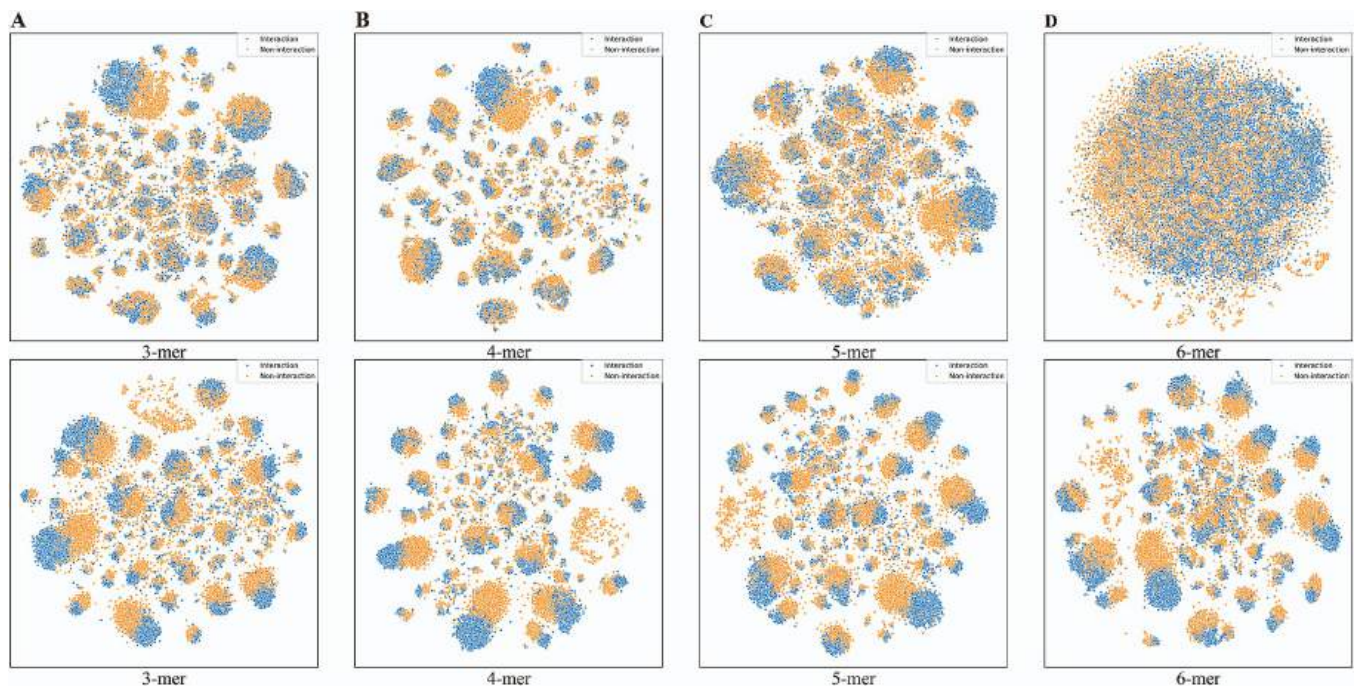 A
B
C
D
Interaction
Non-interaction
Interaction
Non-interaction
Interaction
Non-interaction
Interaction
Non-interaction
3-mer
4-mer
5-mer
6-mer
Interaction
Non-interaction
Interaction
Non-interaction
Interaction
Non-interaction
Interaction
Non-interaction
3-mer
4-mer
5-mer
6-mer